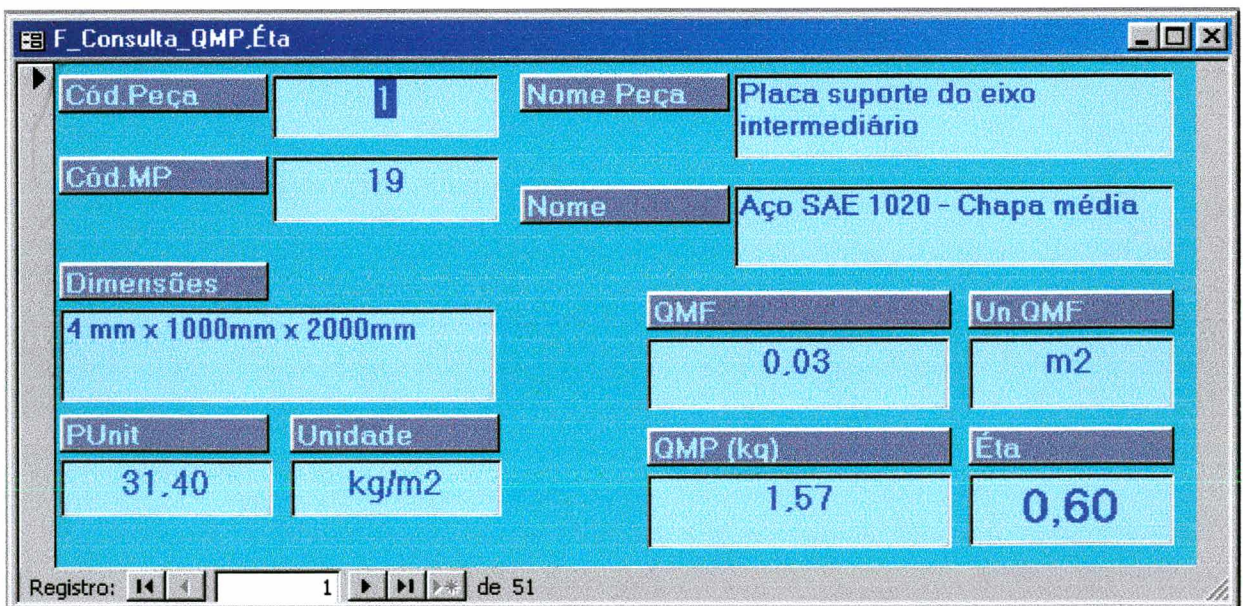 F_Consulta_QMP,Éta
Cód.Peça 1 Nome Peça Placa suporte do eixo
intermediário
Cód.MP 19
Nome Aço SAE 1020 - Chapa média
Dimensões
4 mm x 1000mm x 2000mm
QMF Un.QMF
0,03 m2
PUnit Unidade
31,40 kg/m2
QMP (kg) Éta
1,57 0,60
Registro: 1 de 51